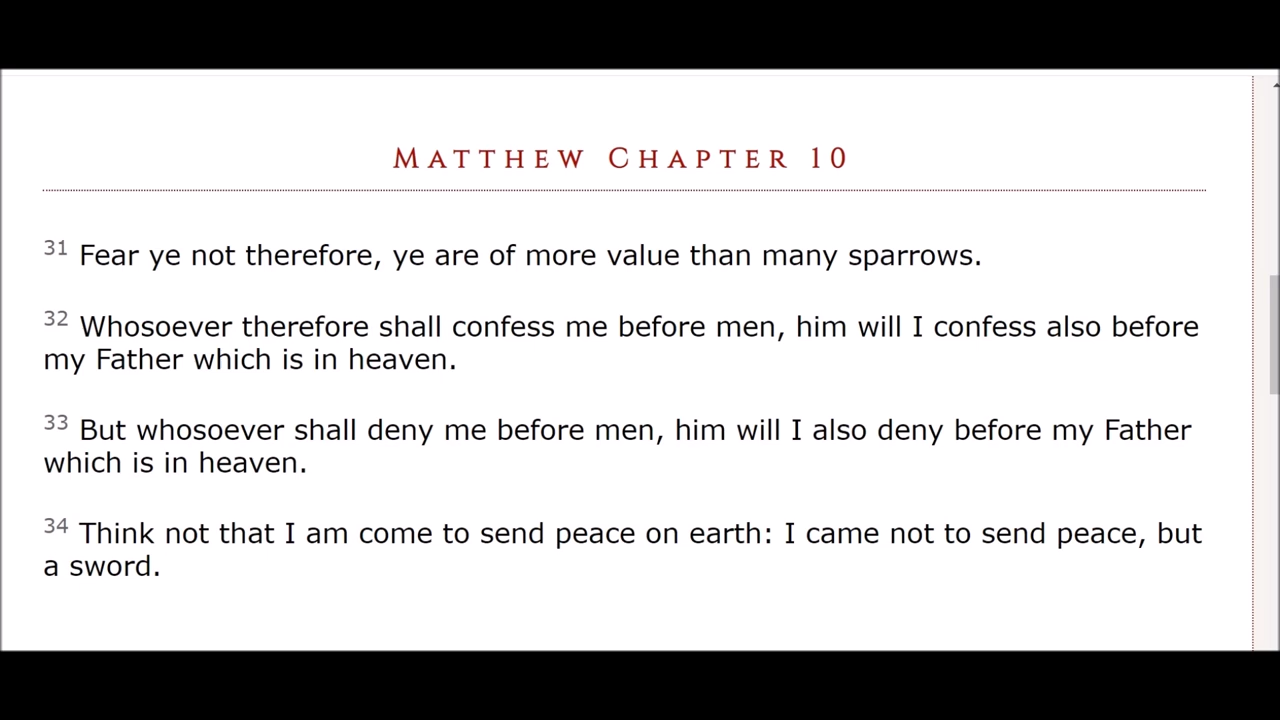 MATTHEW CHAPTER 10
31 Fear ye not therefore, ye are of more value than many sparrows.
32 Whosoever therefore shall confess me before men, him will I confess also before
my Father which is in heaven.
33 But whosoever shall deny me before men, him will I also deny before my Father
which is in heaven.
34 Think not that I am come to send peace on earth: I came not to send peace, but
a sword.